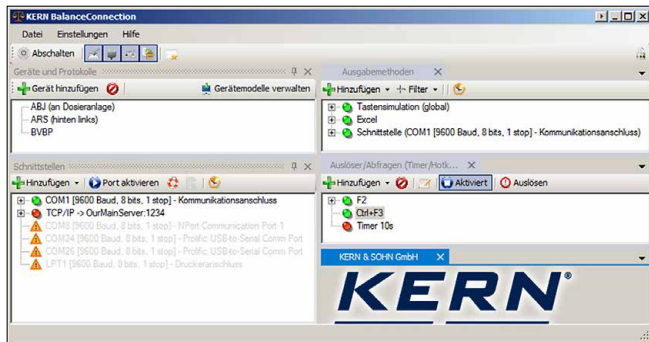 KERN BalanceConnection
Datei Einstellungen Hilfe
Abschalten
Geräte und Protokolle
Gerät hinzufügen Gerätemodelle verwalten
ABJ (an Dosieranlage)
ARS (hinten links)
BVBP
Ausgabemethoden
Hinzufügen Filter
Tastensimulation (global)
Excel
Schnittstelle (COM1 [9600 Baud, 8 bits, 1 stop] - Kommunikationsanschluss)
Schnittstellen
Hinzufügen Port aktivieren
COM1 [9600 Baud, 8 bits, 1 stop] - Kommunikationsanschluss
TCP/IP -> OurMainServer:1234
COM8 [9600 Baud, 8 bits, 1 stop] - NPort Communication Port 1
COM24 [9600 Baud, 8 bits, 1 stop] - Prolific USB-to-Serial Comm Port
COM26 [9600 Baud, 8 bits, 1 stop] - Prolific USB-to-Serial Comm Port
LPT1 [9600 Baud, 8 bits, 1 stop] - Druckeranschluss
Auslöser/Abfragen (Timer/Hotk...
Hinzufügen Aktiviert Auslösen
F2
Ctrl+F3
Timer 10s
KERN & SOHN GmbH
KERN®